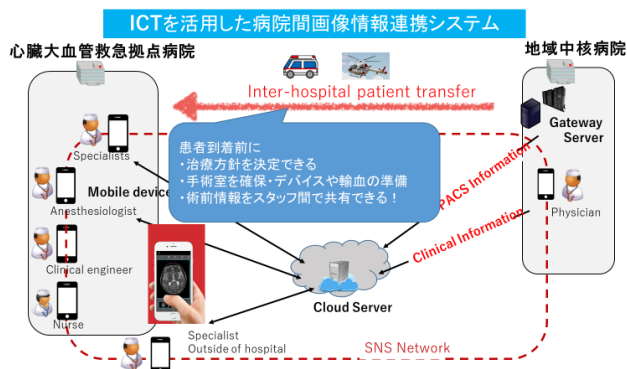 ICTを活用した病院間画像情報連携システム
心臓大血管救急拠点病院
地域中核病院
Inter-hospital patient transfer
Gateway
Server
患者到着前に
・治療方針を決定できる
・手術室を確保・デバイスや輸血の準備
・術前情報をスタッフ間で共有できる！
Specialists
Mobile device
Anesthesiologist
Clinical engineer
Nurse
PACS Information
Clinical Information
Physician
Cloud Server
Specialist
Outside of hospital
SNS Network